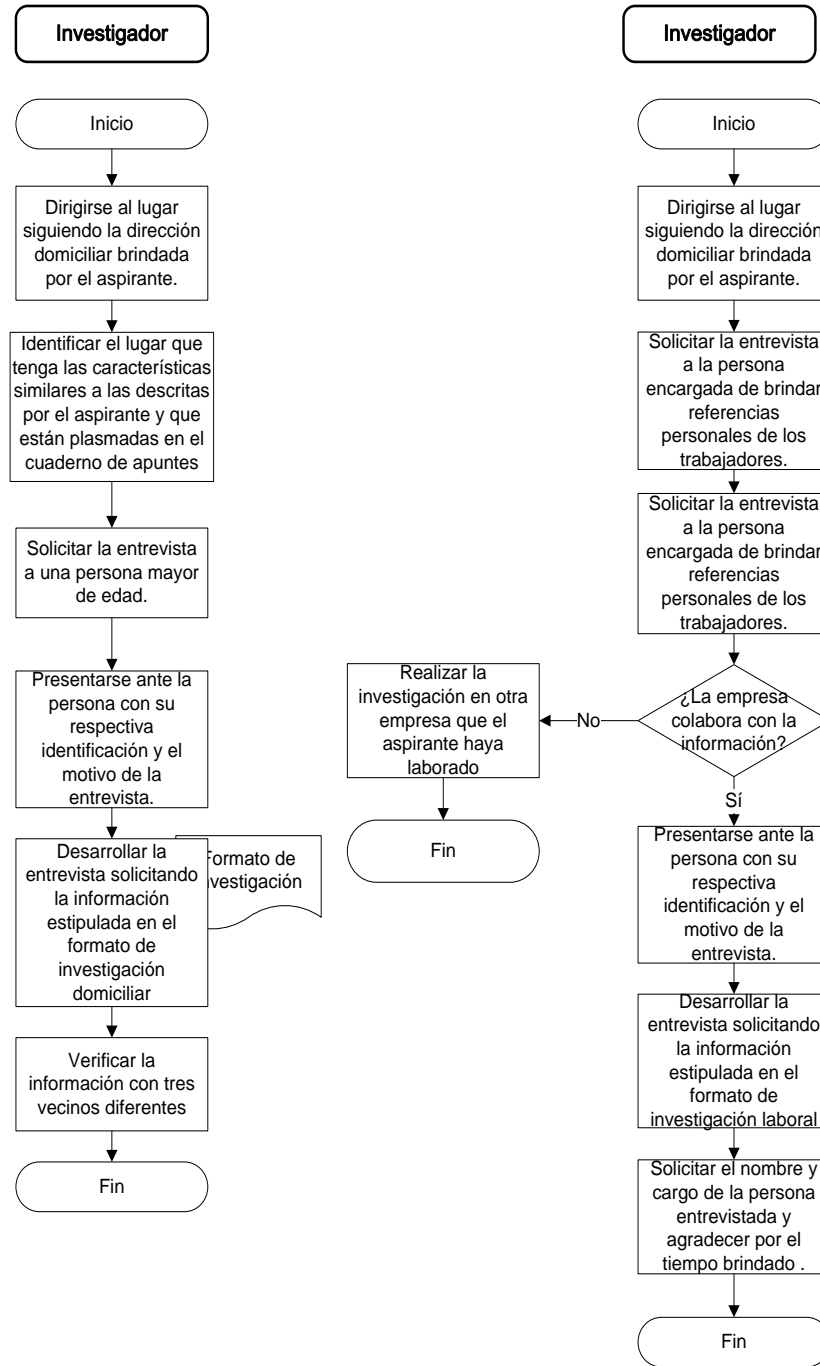 Investigador
Inicio
Dirigirse al lugar
siguiendo la dirección
domiciliar brindada
por el aspirante.
Identificar el lugar que
tenga las características
similares a las descritas
por el aspirante y que
están plasmadas en el
cuaderno de apuntes
Solicitar la entrevista
a una persona mayor
de edad.
Presentarse ante la
persona con su
respectiva
identificación y el
motivo de la
entrevista.
Desarrollar la
entrevista solicitando
la información
estipulada en el
formato de
investigación
domiciliar
Formato de
nvestigación
Verificar la
información con tres
vecinos diferentes
Fin
Investigador
Inicio
Dirigirse al lugar
siguiendo la dirección
domiciliar brindada
por el aspirante.
Solicitar la entrevista
a la persona
encargada de brindar
referencias
personales de los
trabajadores.
Solicitar la entrevista
a la persona
encargada de brindar
referencias
personales de los
trabajadores.
¿La empresa
colabora con la
información?
No
Realizar la
investigación en otra
empresa que el
aspirante haya
laborado
Fin
Sí
Presentarse ante la
persona con su
respectiva
identificación y el
motivo de la
entrevista.
Desarrollar la
entrevista solicitando
la información
estipulada en el
formato de
investigación laboral
Solicitar el nombre y
cargo de la persona
entrevistada y
agradecer por el
tiempo brindado .
Fin